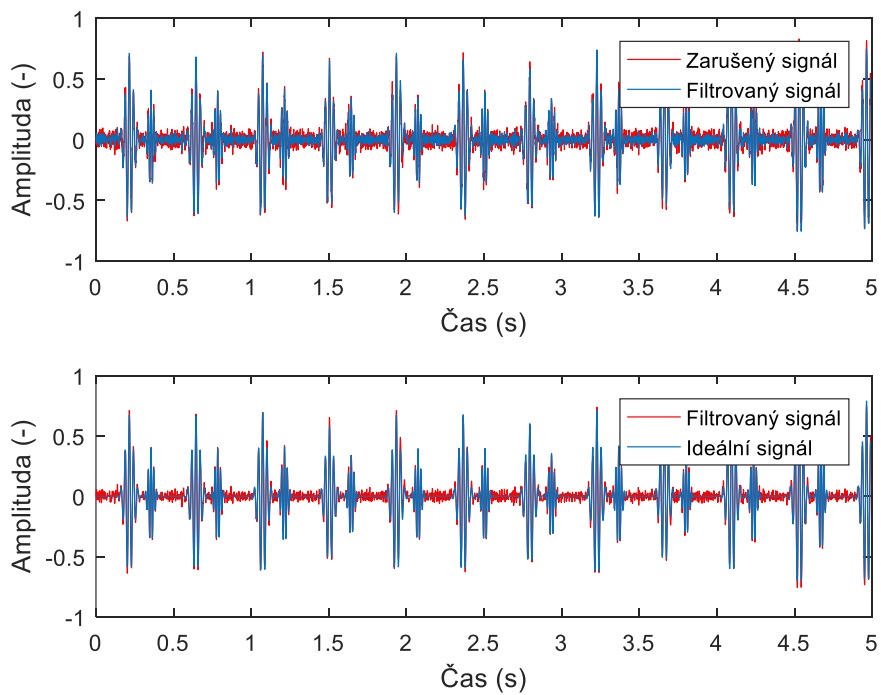 1
0.5
0
-0.5
-1
Amplituda (-)
Zarušený signál
Filtrovaný signál
0 0.5 1 1.5 2 2.5 3 3.5 4 4.5 5
Čas (s)
1
0.5
0
-0.5
-1
Amplituda (-)
Filtrovaný signál
Ideální signál
0 0.5 1 1.5 2 2.5 3 3.5 4 4.5 5
Čas (s)